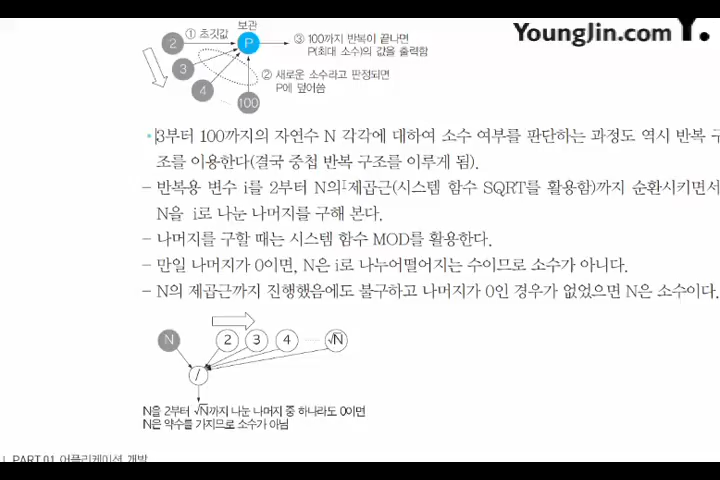 YoungJin.com Y.
보관
① 초깃값
2
P
③ 100까지 반복이 끝나면
P(최대 소수)의 값을 출력함
3
② 새로운 소수라고 판정되면
P에 덮어씀
4
100
• 3부터 100까지의 자연수 N 각각에 대하여 소수 여부를 판단하는 과정도 역시 반복 구
조를 이용한다(결국 중첩 반복 구조를 이루게 됨).
– 반복용 변수 i를 2부터 N의 제곱근(시스템 함수 SQRT를 활용함)까지 순환시키면서
N을 i로 나눈 나머지를 구해 본다.
– 나머지를 구할 때는 시스템 함수 MOD를 활용한다.
– 만일 나머지가 0이면, N은 i로 나누어떨어지는 수이므로 소수가 아니다.
– N의 제곱근까지 진행했음에도 불구하고 나머지가 0인 경우가 없었으면 N은 소수이다.
N 2 3 4 ... √N
/
N을 2부터 √N까지 나눈 나머지 중 하나라도 0이면
N은 약수를 가지므로 소수가 아님
PART 01 어플리케이션 개발